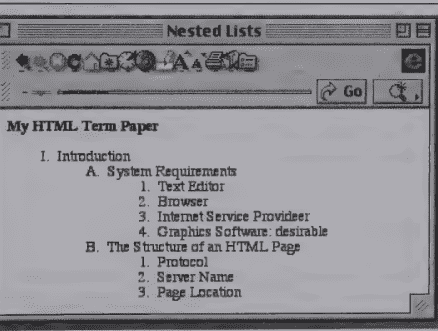 Nested Lists
A A
Go
My HTML Term Paper
I. Introduction
A. System Requirements
1. Text Editor
2. Browser
3. Internet Service Provideer
4. Graphics Software: desirable
B. The Structure of an HTML Page
1. Protocol
2. Server Name
3. Page Location